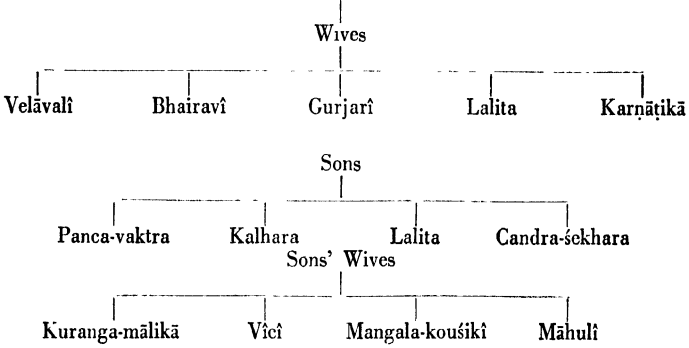 Wives
Velāvalî Bhairavî Gurjarî Lalita Karṇāṭikā
Sons
Panca-vaktra Kalhara Lalita Candra-śekhara
Sons' Wives
Kuranga-mālikā Vîcî Mangala-kouśikî Māhulî